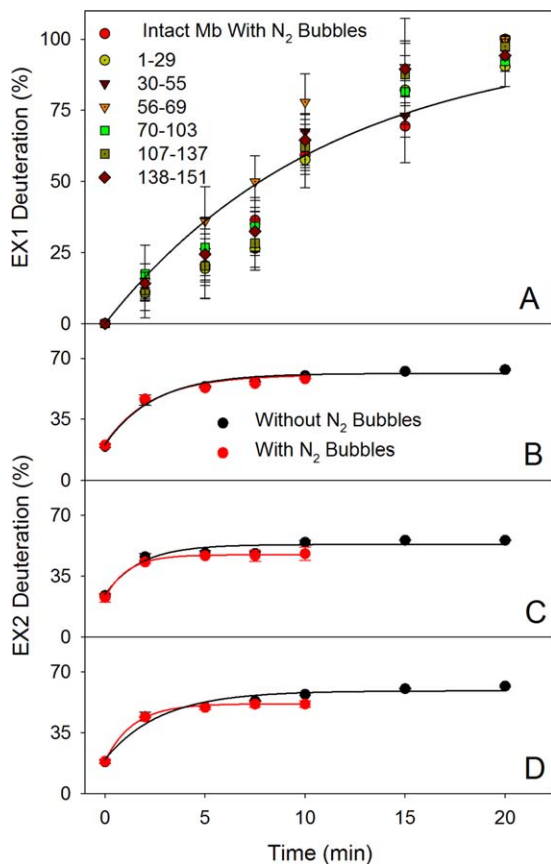 EX1 Deuteration (%)
100
75
50
25
0
Intact Mb With N₂ Bubbles
1-29
30-55
56-69
70-103
107-137
138-151
A
EX2 Deuteration (%)
70
35
0
Without N₂ Bubbles
With N₂ Bubbles
B
70
35
0
C
70
35
0
D
0 5 10 15 20
Time (min)